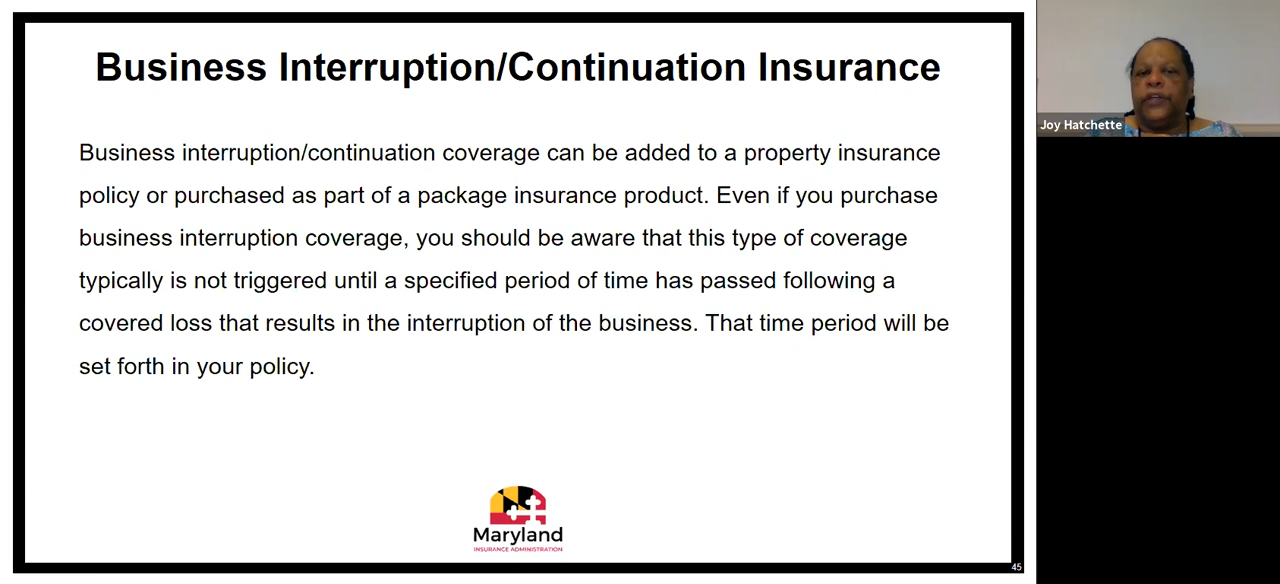 Business Interruption/Continuation Insurance
Business interruption/continuation coverage can be added to a property insurance
policy or purchased as part of a package insurance product. Even if you purchase
business interruption coverage, you should be aware that this type of coverage
typically is not triggered until a specified period of time has passed following a
covered loss that results in the interruption of the business. That time period will be
set forth in your policy.
Maryland
INSURANCE ADMINISTRATION
45
Joy Hatchette